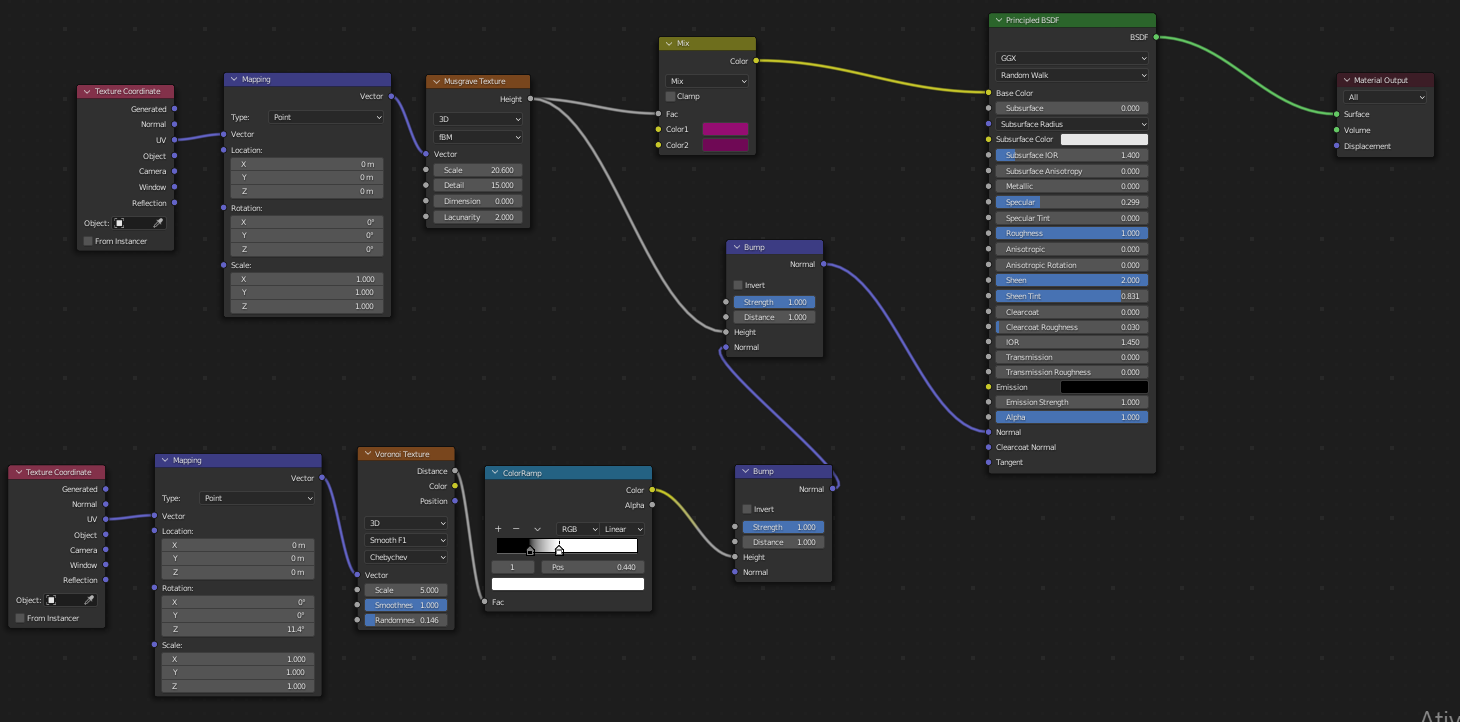 Texture Coordinate
Generated
Normal
UV
Object
Camera
Window
Reflection
Object:
From Instancer
Mapping
Vector
Type: Point
Vector
Location:
X 0 m
Y 0 m
Z 0 m
Rotation:
X 0°
Y 0°
Z 0°
Scale:
X 1.000
Y 1.000
Z 1.000
Musgrave Texture
Height
3D
fBM
Vector
Scale 20.600
Detail 15.000
Dimension 0.000
Lacunarity 2.000
Mix
Color
Mix
Clamp
Fac
Color1
Color2
Bump
Normal
Invert
Strength 1.000
Distance 1.000
Height
Normal
Principled BSDF
BSDF
GGX
Random Walk
Base Color
Subsurface 0.000
Subsurface Radius
Subsurface Color
Subsurface IOR 1.400
Subsurface Anisotropy 0.000
Metallic 0.000
Specular 0.299
Specular Tint 0.000
Roughness 1.000
Anisotropic 0.000
Anisotropic Rotation 0.000
Sheen 2.000
Sheen Tint 0.831
Clearcoat 0.000
Clearcoat Roughness 0.030
IOR 1.450
Transmission 0.000
Transmission Roughness 0.000
Emission
Emission Strength 1.000
Alpha 1.000
Normal
Clearcoat Normal
Tangent
Material Output
All
Surface
Volume
Displacement
Texture Coordinate
Generated
Normal
UV
Object
Camera
Window
Reflection
Object:
From Instancer
Mapping
Vector
Type: Point
Vector
Location:
X 0 m
Y 0 m
Z 0 m
Rotation:
X 0°
Y 0°
Z 11.4°
Scale:
X 1.000
Y 1.000
Z 1.000
Voronoi Texture
Distance
Color
Position
3D
Smooth F1
Chebychev
Vector
Scale 5.000
Smoothnes 1.000
Randomnes 0.146
ColorRamp
Color
Alpha
+ − RGB Linear
1 Pos 0.440
Fac
Bump
Normal
Invert
Strength 1.000
Distance 1.000
Height
Normal